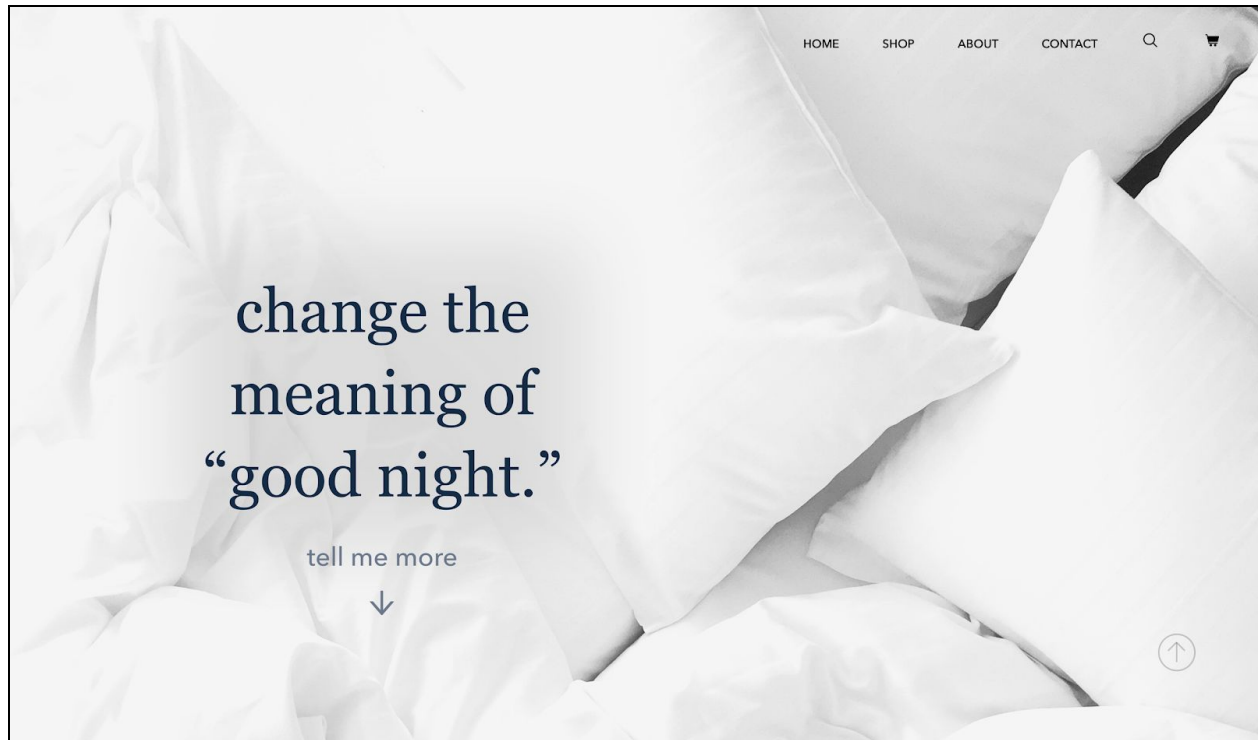 HOME SHOP ABOUT CONTACT
change the
meaning of
“good night.”
tell me more